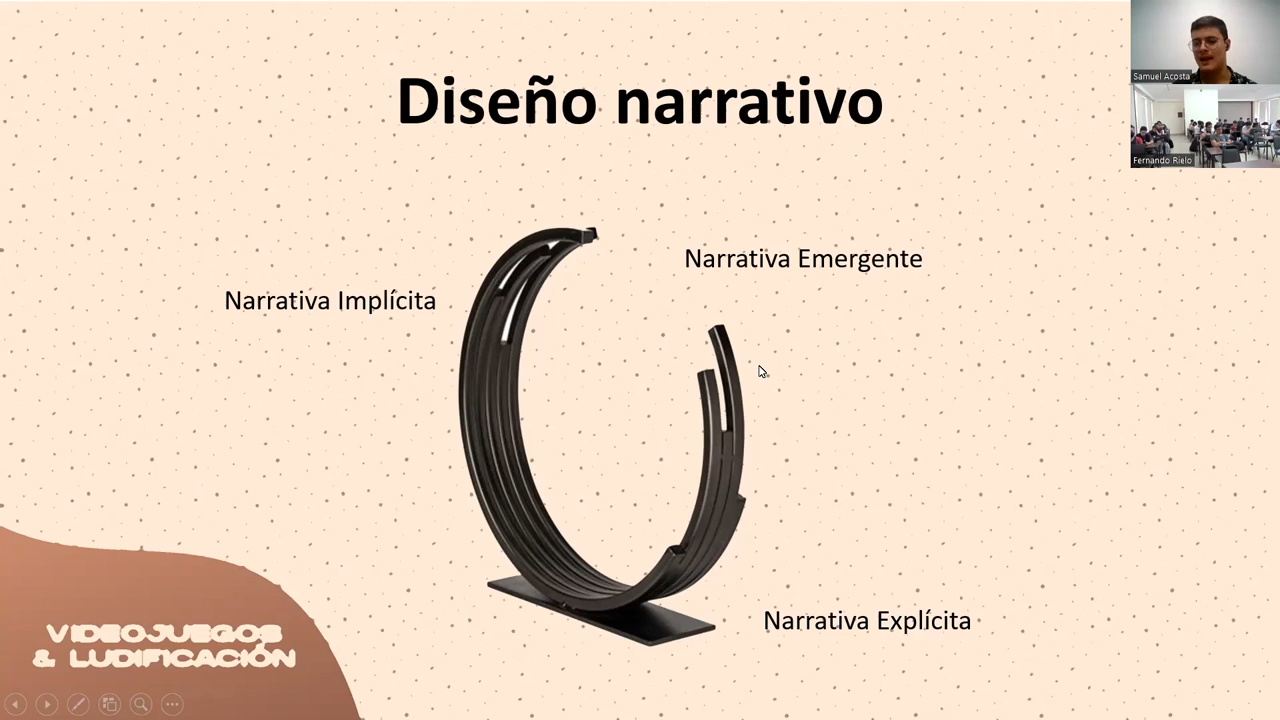 Diseño narrativo
Samuel Acosta
Fernando Rielo
Narrativa Emergente
Narrativa Implícita
Narrativa Explícita
VIDEOJUEGOS
& LUDIFICACIÓN